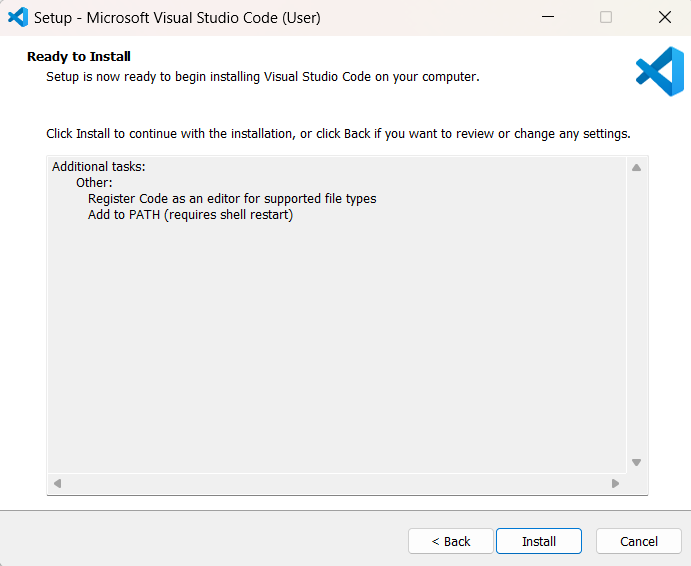 Setup - Microsoft Visual Studio Code (User)
Ready to Install
Setup is now ready to begin installing Visual Studio Code on your computer.
Click Install to continue with the installation, or click Back if you want to review or change any settings.
Additional tasks:
Other:
Register Code as an editor for supported file types
Add to PATH (requires shell restart)
< Back
Install
Cancel